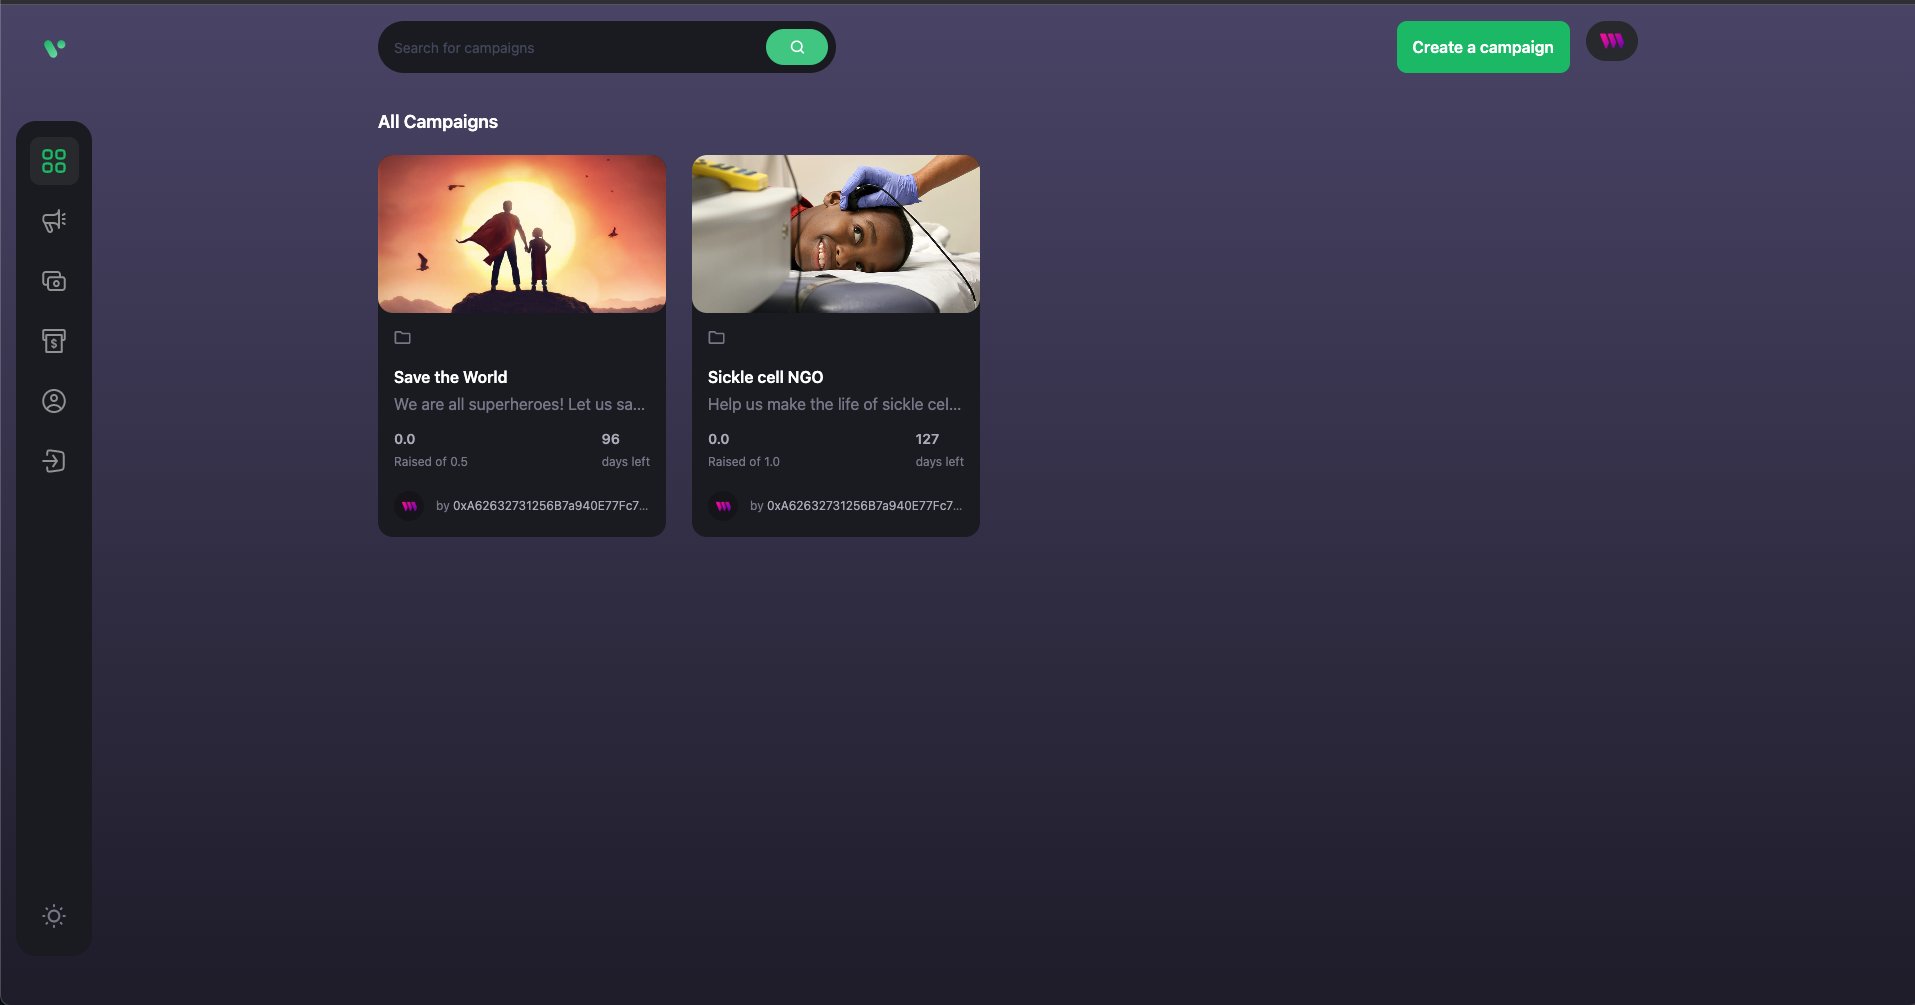 Search for campaigns
Create a campaign
All Campaigns
Save the World
We are all superheroes! Let us sa...
0.0
96
Raised of 0.5
days left
by 0xA62632731256B7a940E77Fc7...
Sickle cell NGO
Help us make the life of sickle cel...
0.0
127
Raised of 1.0
days left
by 0xA62632731256B7a940E77Fc7...